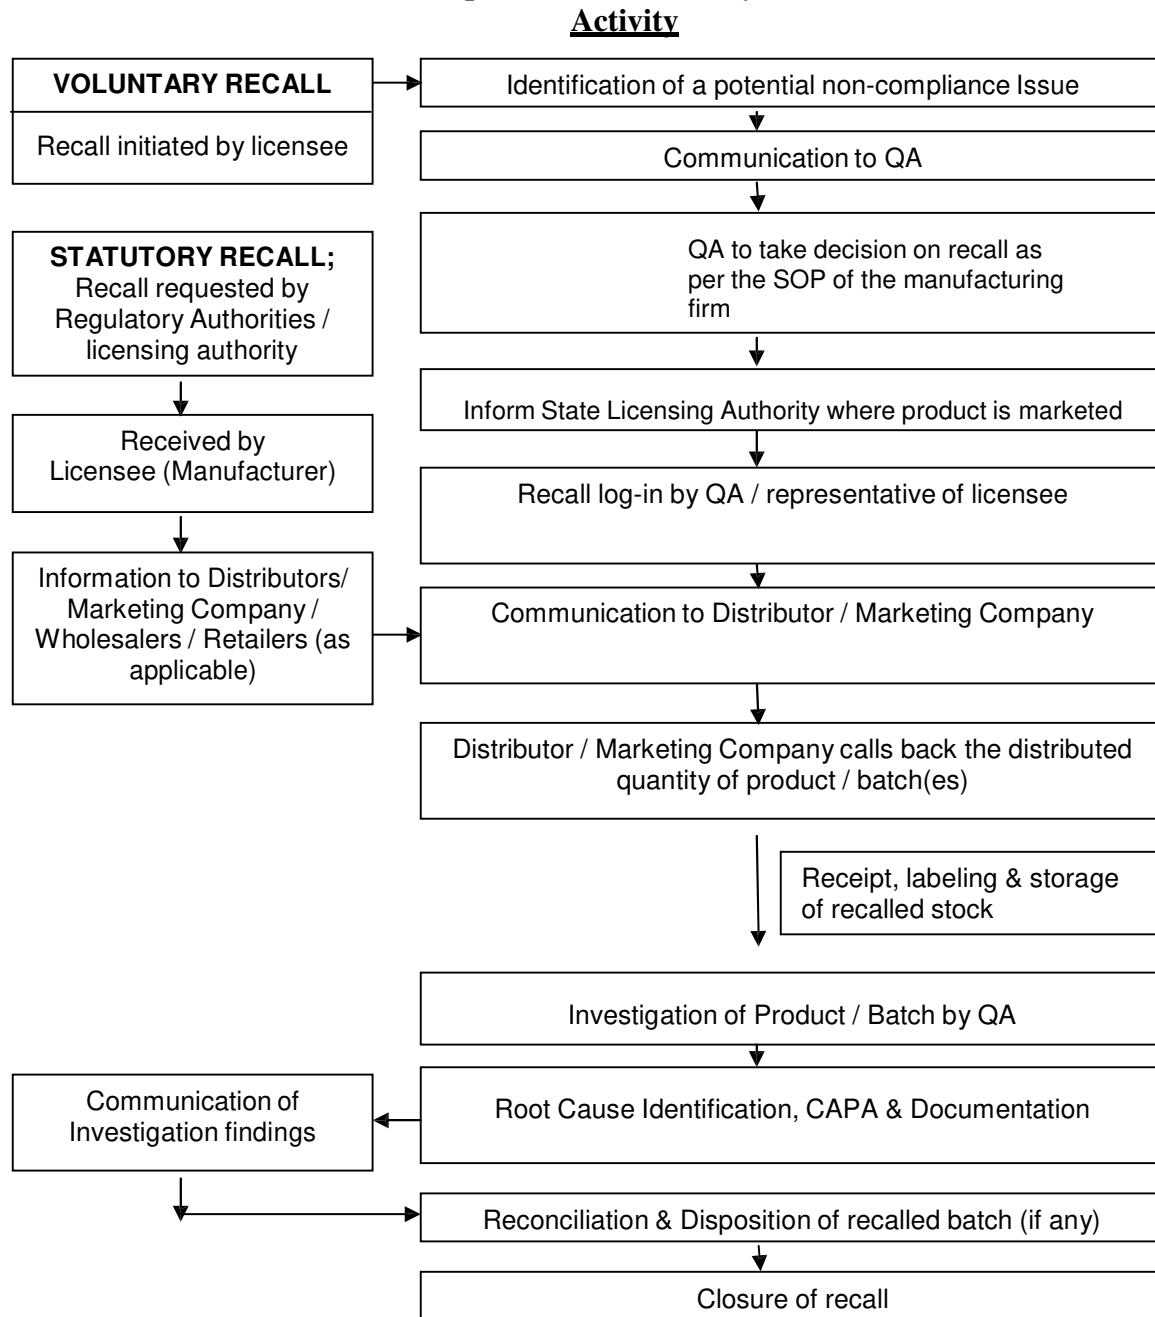 Activity
VOLUNTARY RECALL
Recall initiated by licensee
Identification of a potential non-compliance Issue
Communication to QA
QA to take decision on recall as
per the SOP of the manufacturing
firm
STATUTORY RECALL;
Recall requested by
Regulatory Authorities /
licensing authority
Inform State Licensing Authority where product is marketed
Received by
Licensee (Manufacturer)
Recall log-in by QA / representative of licensee
Information to Distributors/
Marketing Company /
Wholesalers / Retailers (as
applicable)
Communication to Distributor / Marketing Company
Distributor / Marketing Company calls back the distributed
quantity of product / batch(es)
Receipt, labeling & storage
of recalled stock
Investigation of Product / Batch by QA
Root Cause Identification, CAPA & Documentation
Communication of
Investigation findings
Reconciliation & Disposition of recalled batch (if any)
Closure of recall